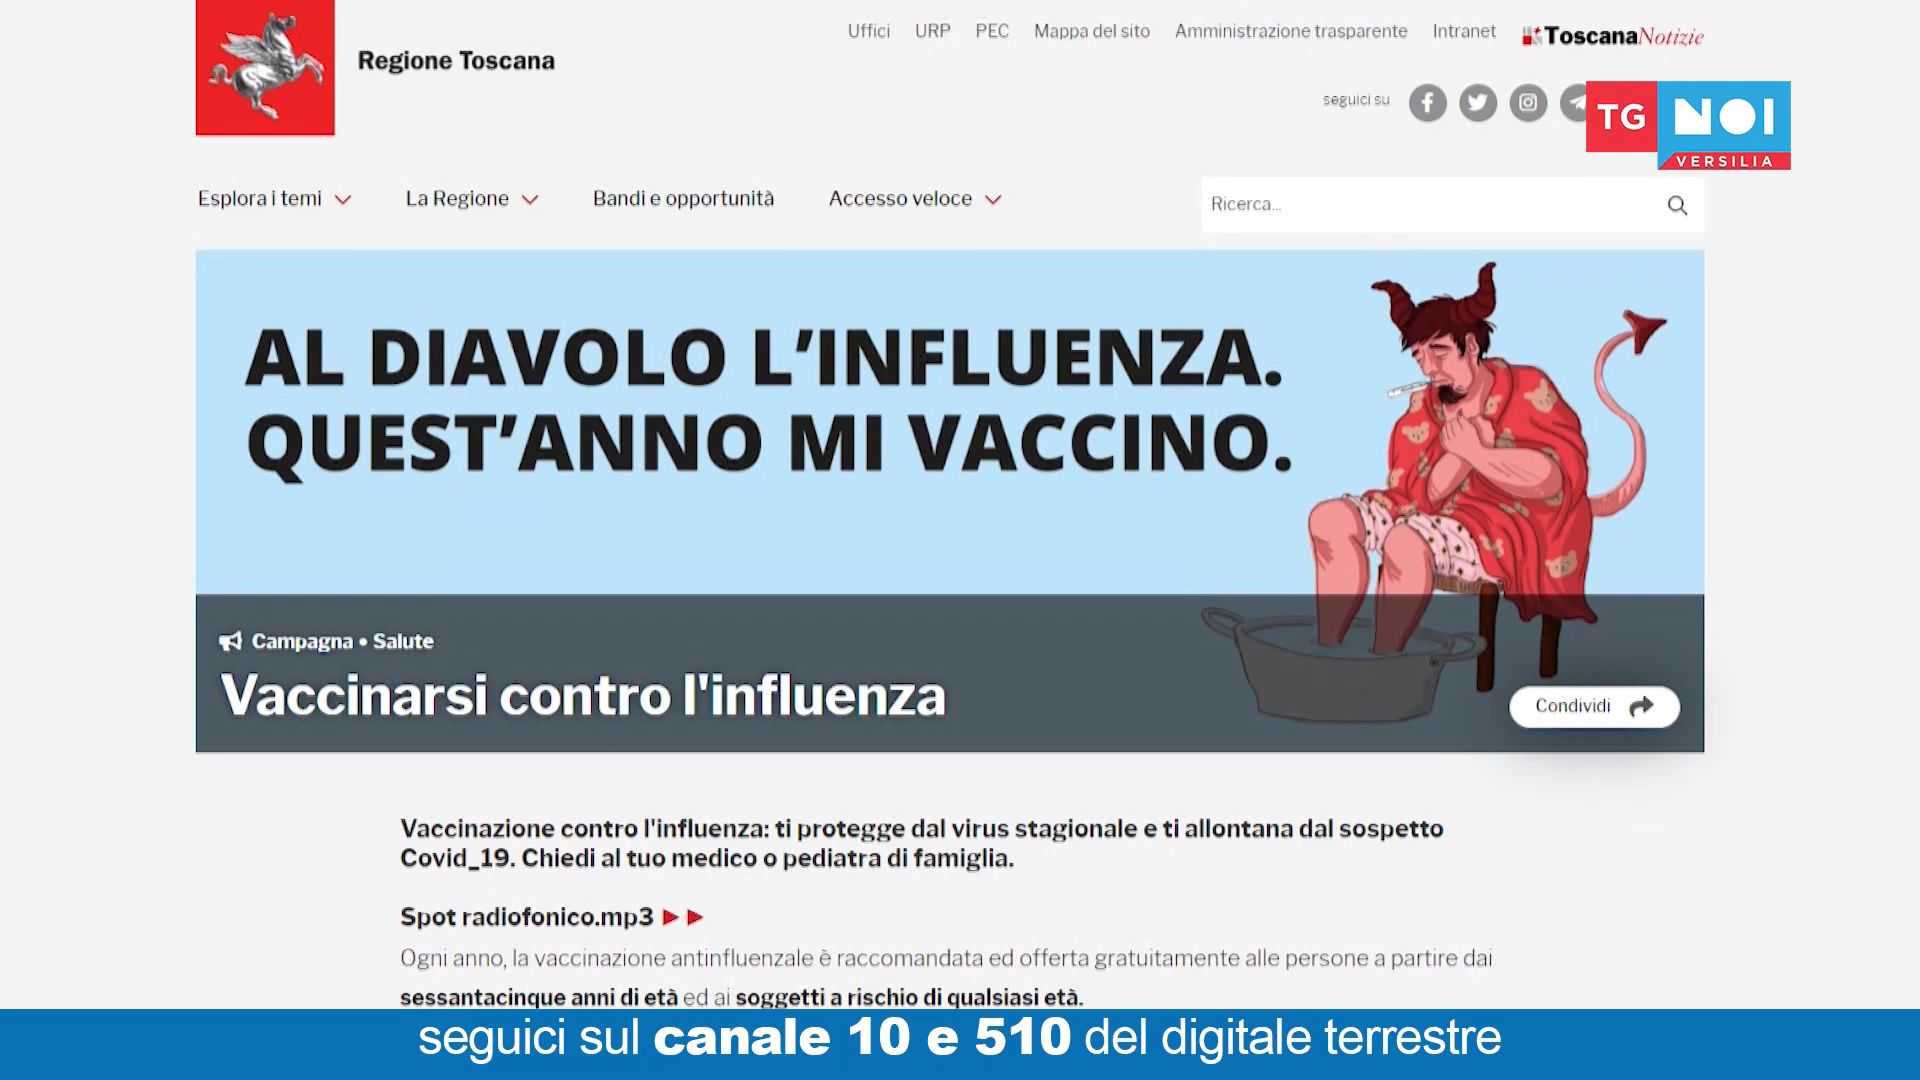 Regione Toscana
Uffici URP PEC Mappa del sito Amministrazione trasparente Intranet ToscanaNotizie
seguici su
TG NOI
VERSILIA
Esplora i temi La Regione Bandi e opportunità Accesso veloce
Ricerca...
AL DIAVOLO L’INFLUENZA.
QUEST’ANNO MI VACCINO.
Campagna • Salute
Vaccinarsi contro l'influenza
Condividi
Vaccinazione contro l'influenza: ti protegge dal virus stagionale e ti allontana dal sospetto
Covid_19. Chiedi al tuo medico o pediatra di famiglia.
Spot radiofonico.mp3
Ogni anno, la vaccinazione antinfluenzale è raccomandata ed offerta gratuitamente alle persone a partire dai
sessantacinque anni di età ed ai soggetti a rischio di qualsiasi età.
seguici sul canale 10 e 510 del digitale terrestre